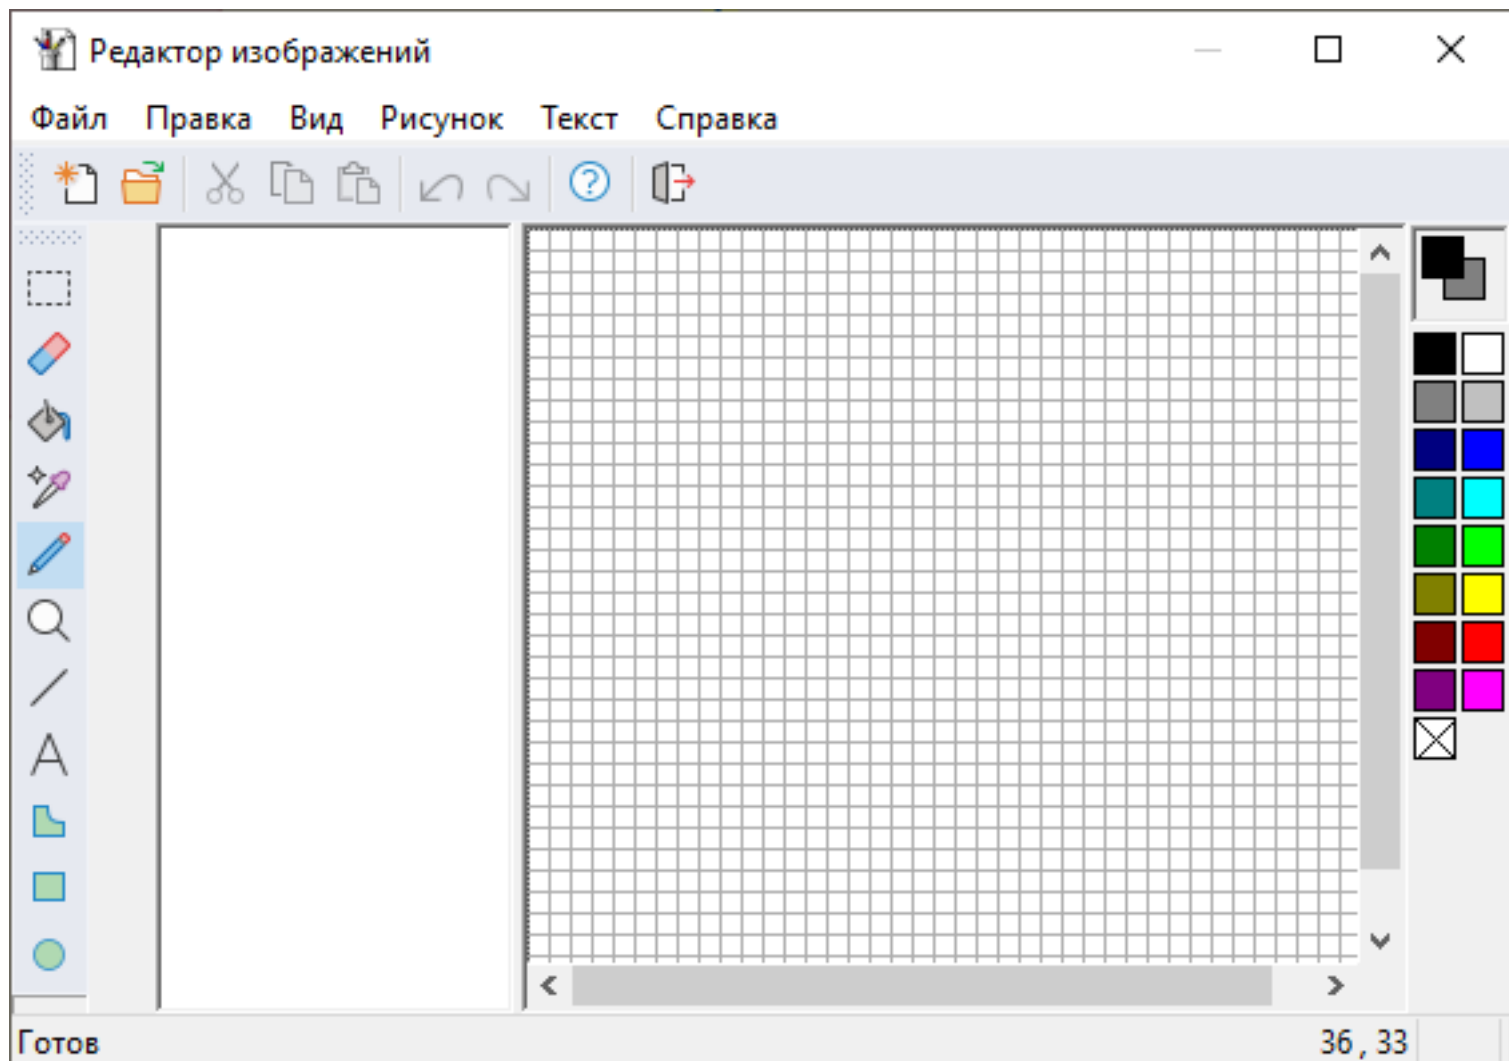 Редактор изображений
Файл Правка Вид Рисунок Текст Справка
Готов 36 , 33